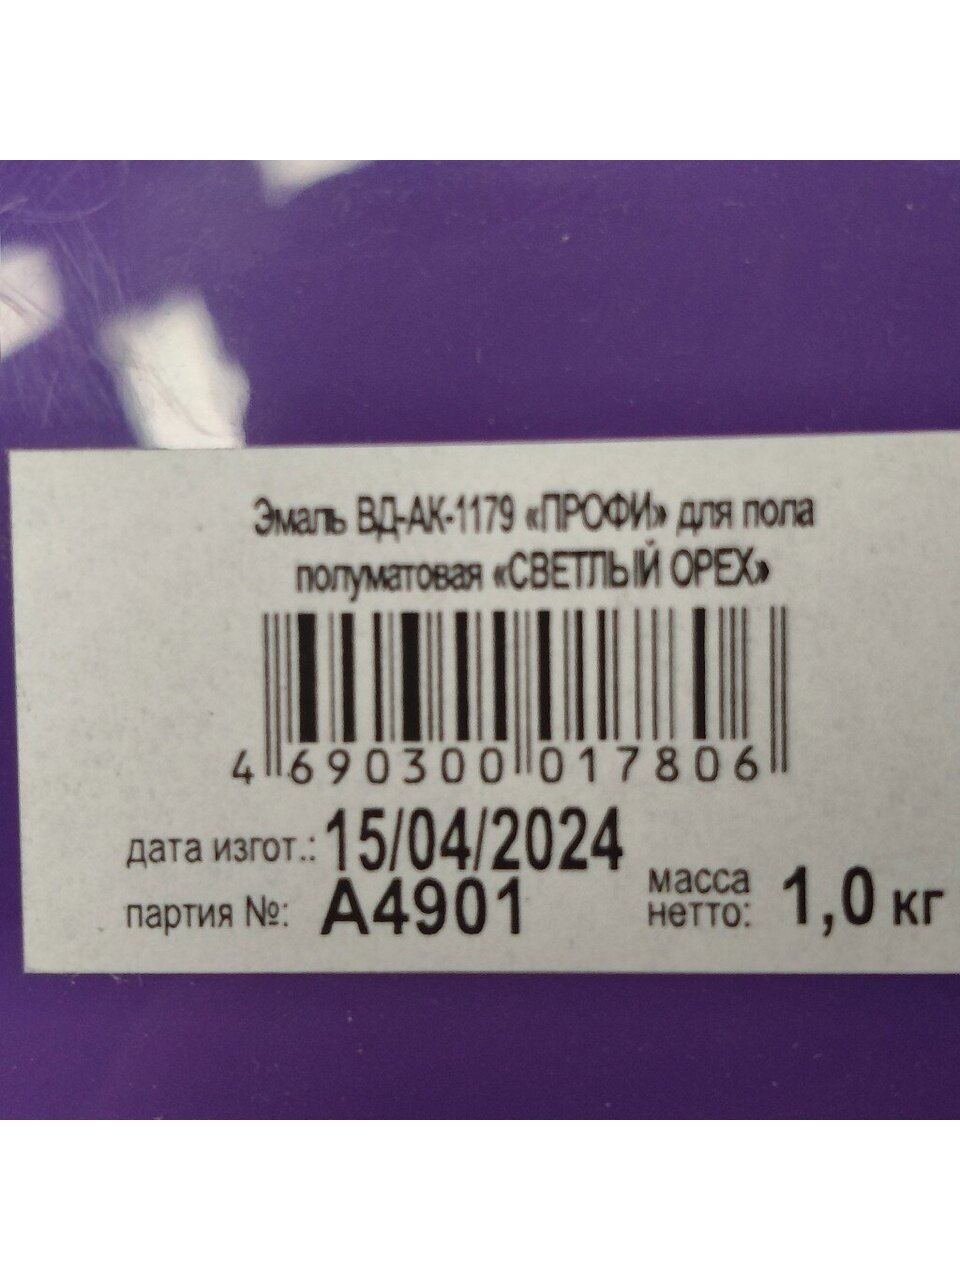 Эмаль ВД-АК-1179 «ПРОФИ» для пола
полуматовая «СВЕТЛЫЙ ОРЕХ»
4 690300 017806
дата изгот.: 15/04/2024
партия №: А4901
масса нетто: 1,0 кг